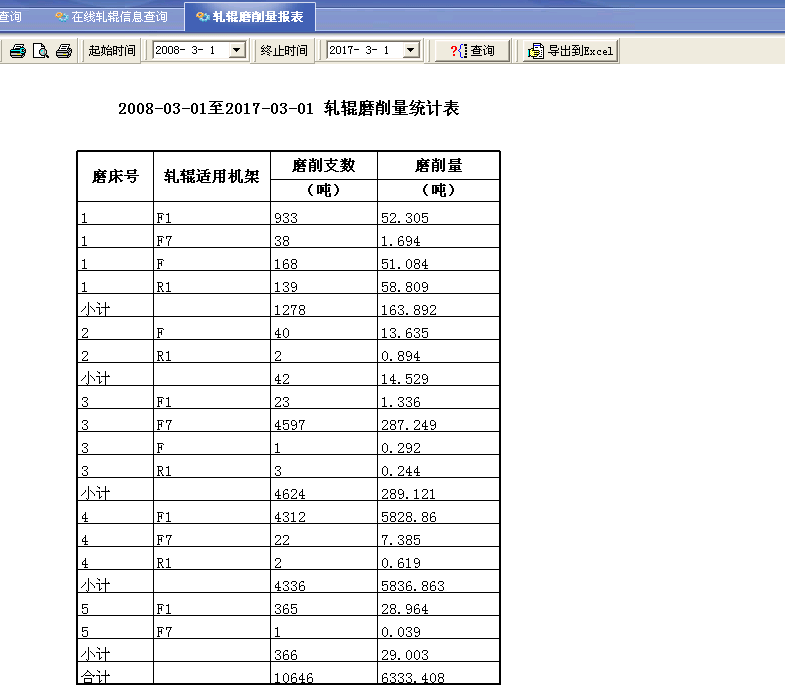 查询 在线轧辊信息查询 轧辊磨削量报表
起始时间 2008- 3- 1 终止时间 2017- 3- 1 ?{ 查询 导出到Excel
2008-03-01至2017-03-01 轧辊磨削量统计表
磨床号 轧辊适用机架 磨削支数 磨削量
（吨） （吨）
1 F1 933 52.305
1 F7 38 1.694
1 F 168 51.084
1 R1 139 58.809
小计 1278 163.892
2 F 40 13.635
2 R1 2 0.894
小计 42 14.529
3 F1 23 1.336
3 F7 4597 287.249
3 F 1 0.292
3 R1 3 0.244
小计 4624 289.121
4 F1 4312 5828.86
4 F7 22 7.385
4 R1 2 0.619
小计 4336 5836.863
5 F1 365 28.964
5 F7 1 0.039
小计 366 29.003
合计 10646 6333.408